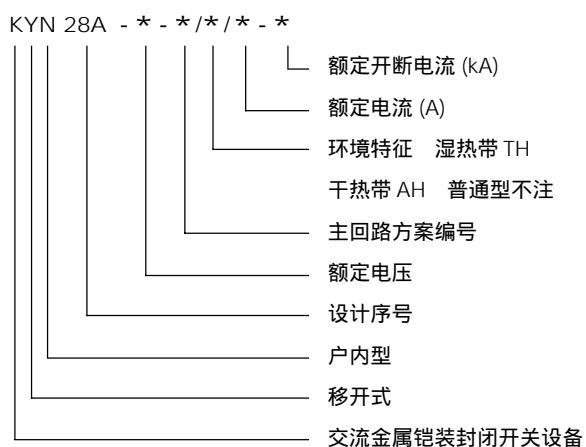 KYN 28A - * - */*/* - *
额定开断电流 (kA)
额定电流 (A)
环境特征 湿热带 TH
干热带 AH 普通型不注
主回路方案编号
额定电压
设计序号
户内型
移开式
交流金属铠装封闭开关设备